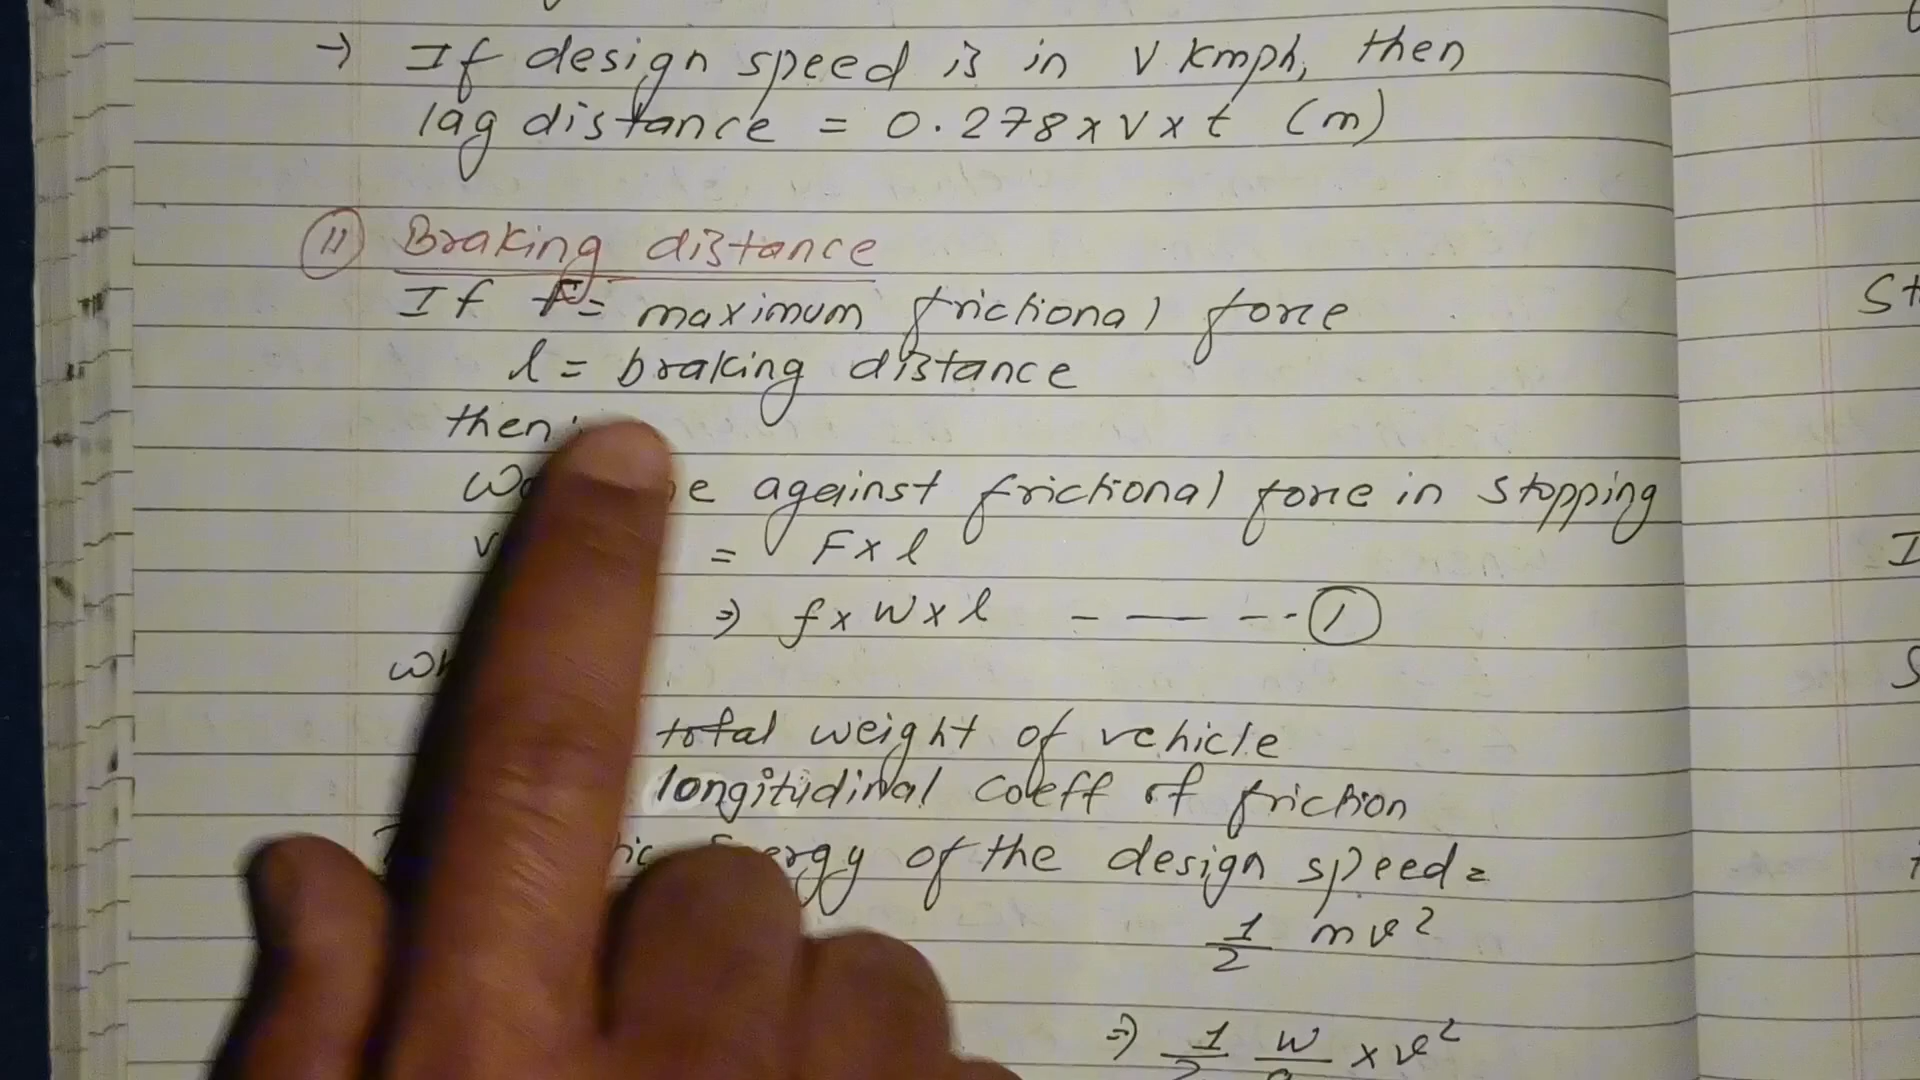 → If design speed is in V Kmph, then
lag distance = 0.278 x V x t (m)
(II) Braking distance
If F = maximum frictional force
l = braking distance
then
against frictional force in stopping
= F x l
⇒ f x W x l - — - - - (1)
total weight of vehicle
longitudinal coeff of friction
of the design speed =
1/2 mv²
⇒ 1/2 W x v²
St
I
S